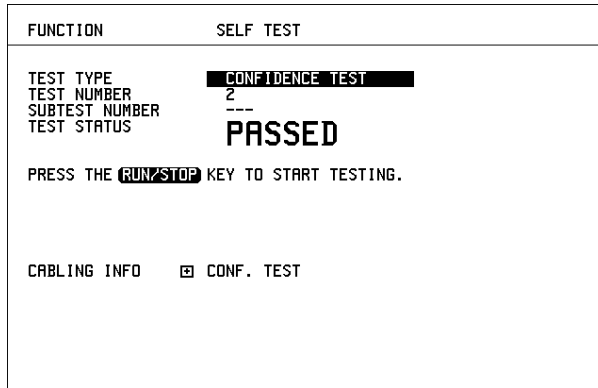 FUNCTION SELF TEST
TEST TYPE CONFIDENCE TEST
TEST NUMBER 2
SUBTEST NUMBER ---
TEST STATUS PASSED
PRESS THE RUN/STOP KEY TO START TESTING.
CABLING INFO + CONF. TEST